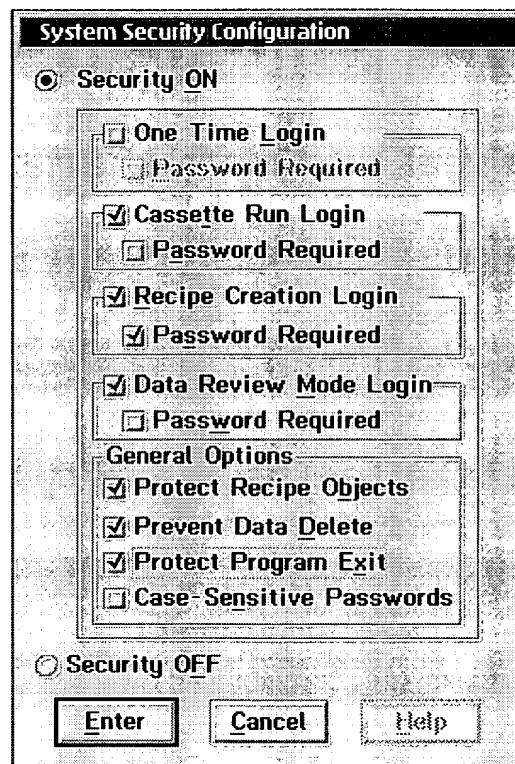 System Security Configuration
Security ON
One Time Login
Password Required
Cassette Run Login
Password Required
Recipe Creation Login
Password Required
Data Review Mode Login
Password Required
General Options
Protect Recipe Objects
Prevent Data Delete
Protect Program Exit
Case-Sensitive Passwords
Security OFF
Enter Cancel Help